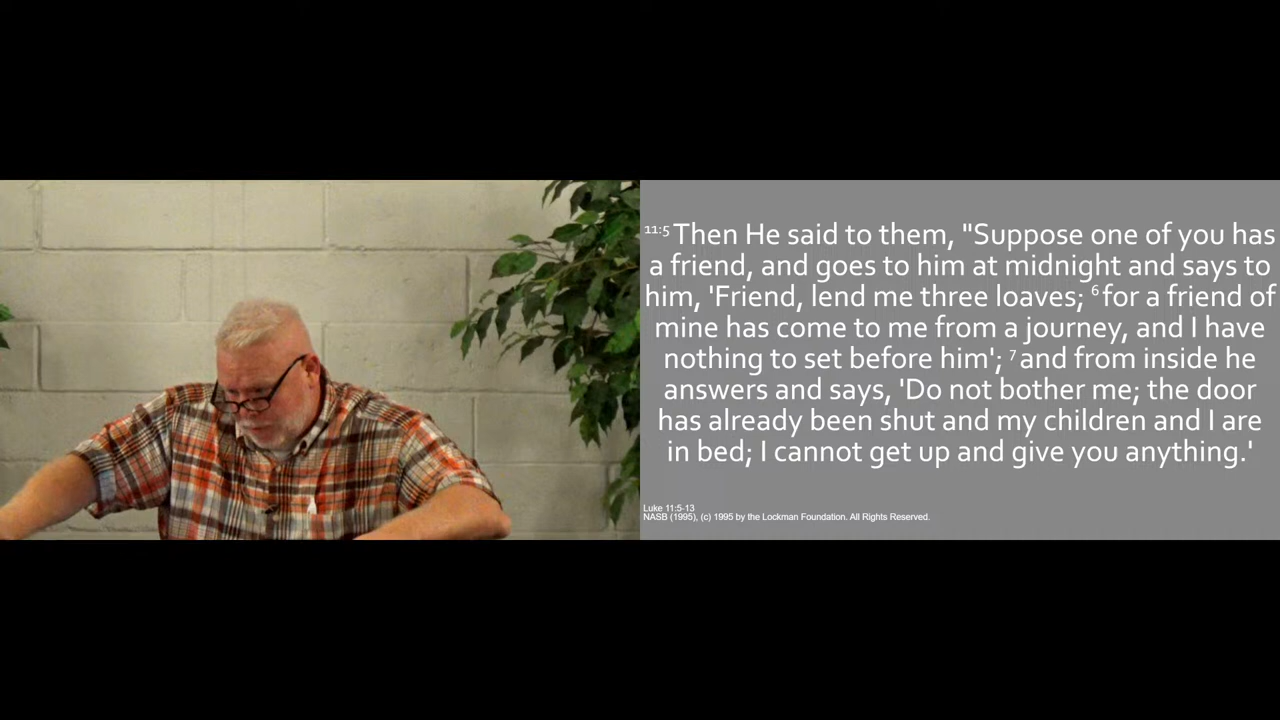 11:5 Then He said to them, "Suppose one of you has
a friend, and goes to him at midnight and says to
him, 'Friend, lend me three loaves; 6 for a friend of
mine has come to me from a journey, and I have
nothing to set before him'; 7 and from inside he
answers and says, 'Do not bother me; the door
has already been shut and my children and I are
in bed; I cannot get up and give you anything.'
Luke 11:5-13
NASB (1995), (c) 1995 by the Lockman Foundation. All Rights Reserved.